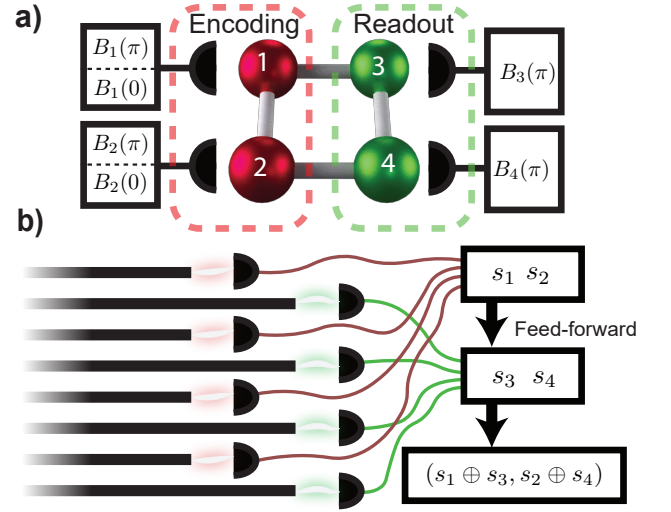 a)
Encoding
Readout
B₁(π)
B₁(0)
1
3
B₃(π)
B₂(π)
B₂(0)
2
4
B₄(π)
b)
s₁ s₂
Feed-forward
s₃ s₄
(s₁ ⊕ s₃, s₂ ⊕ s₄)